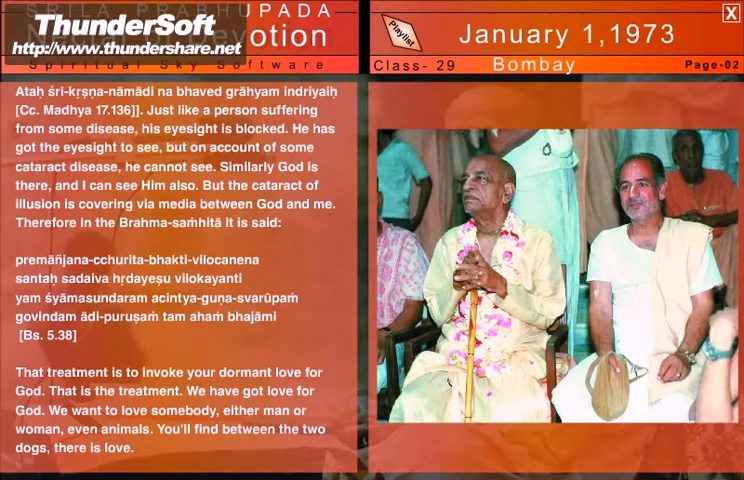 SRILA PRABHUPADA
ThunderSoft
http://www.thundershare.net
Devotion
Spiritual Sky Software
Playlist
January 1,1973
X
Class- 29
Bombay
Page-02
Ataḥ śrī-kṛṣṇa-nāmādi na bhaved grāhyam indriyaiḥ
[Cc. Madhya 17.136]]. Just like a person suffering
from some disease, his eyesight is blocked. He has
got the eyesight to see, but on account of some
cataract disease, he cannot see. Similarly God is
there, and I can see Him also. But the cataract of
illusion is covering via media between God and me.
Therefore in the Brahma-saṁhitā it is said:
premāñjana-cchurita-bhakti-vilocanena
santaḥ sadaiva hṛdayeṣu vilokayanti
yam śyāmasundaram acintya-guṇa-svarūpaṁ
govindam ādi-puruṣaṁ tam ahaṁ bhajāmi
[Bs. 5.38]
That treatment is to invoke your dormant love for
God. That is the treatment. We have got love for
God. We want to love somebody, either man or
woman, even animals. You'll find between the two
dogs, there is love.